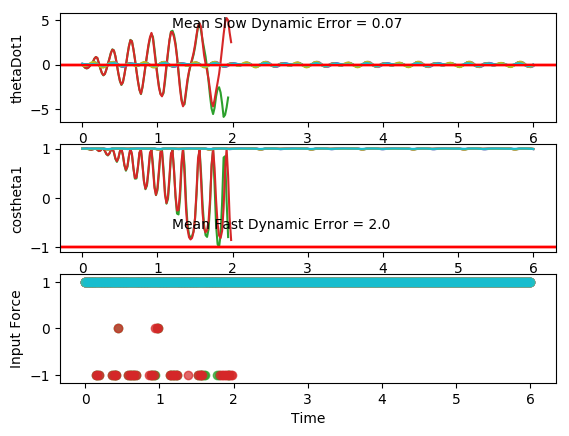 Mean Slow Dynamic Error = 0.07
thetaDot1
5
0
−5
0 1 2 3 4 5 6
costheta1
1
0
−1
Mean Fast Dynamic Error = 2.0
0 1 2 3 4 5 6
Input Force
1
0
−1
0 1 2 3 4 5 6
Time